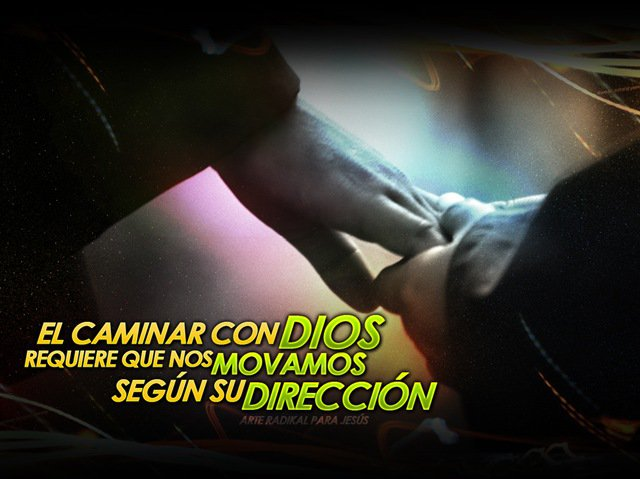 EL CAMINAR CON DIOS
REQUIERE QUE NOS MOVAMOS
SEGÚN SU DIRECCIÓN
ARTE RADIKAL PARA JESÚS